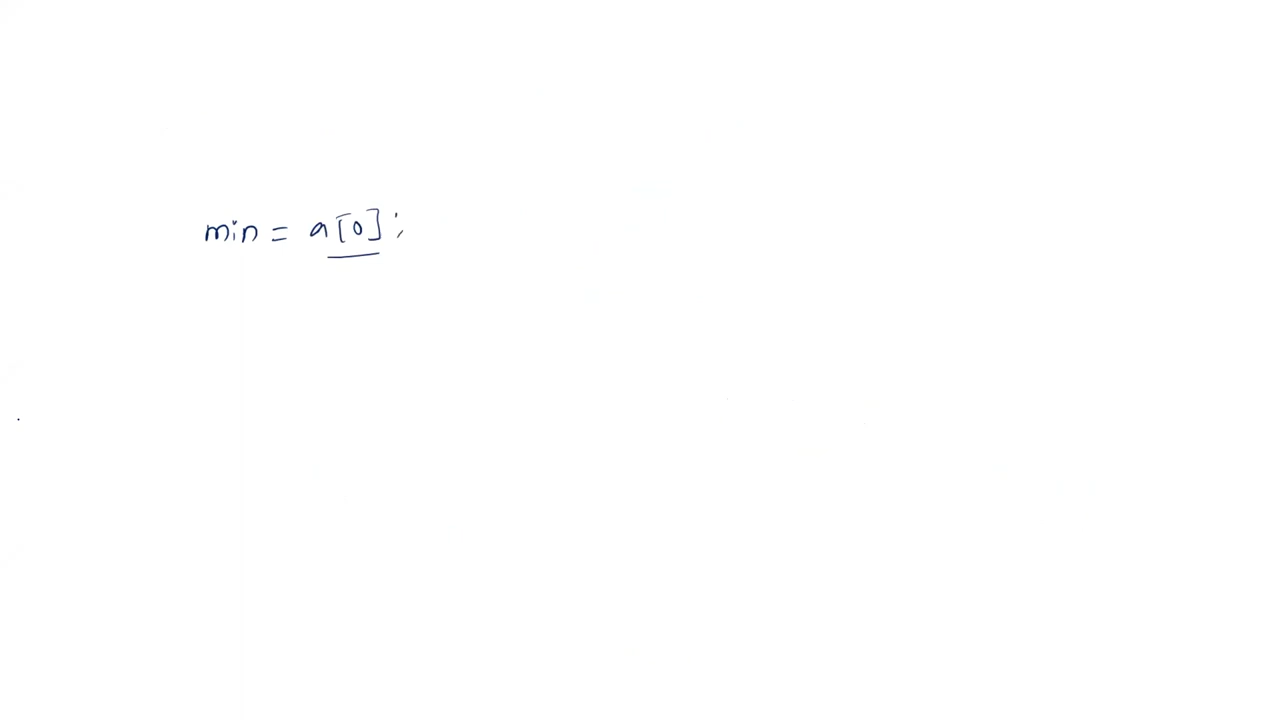 min = a[0];